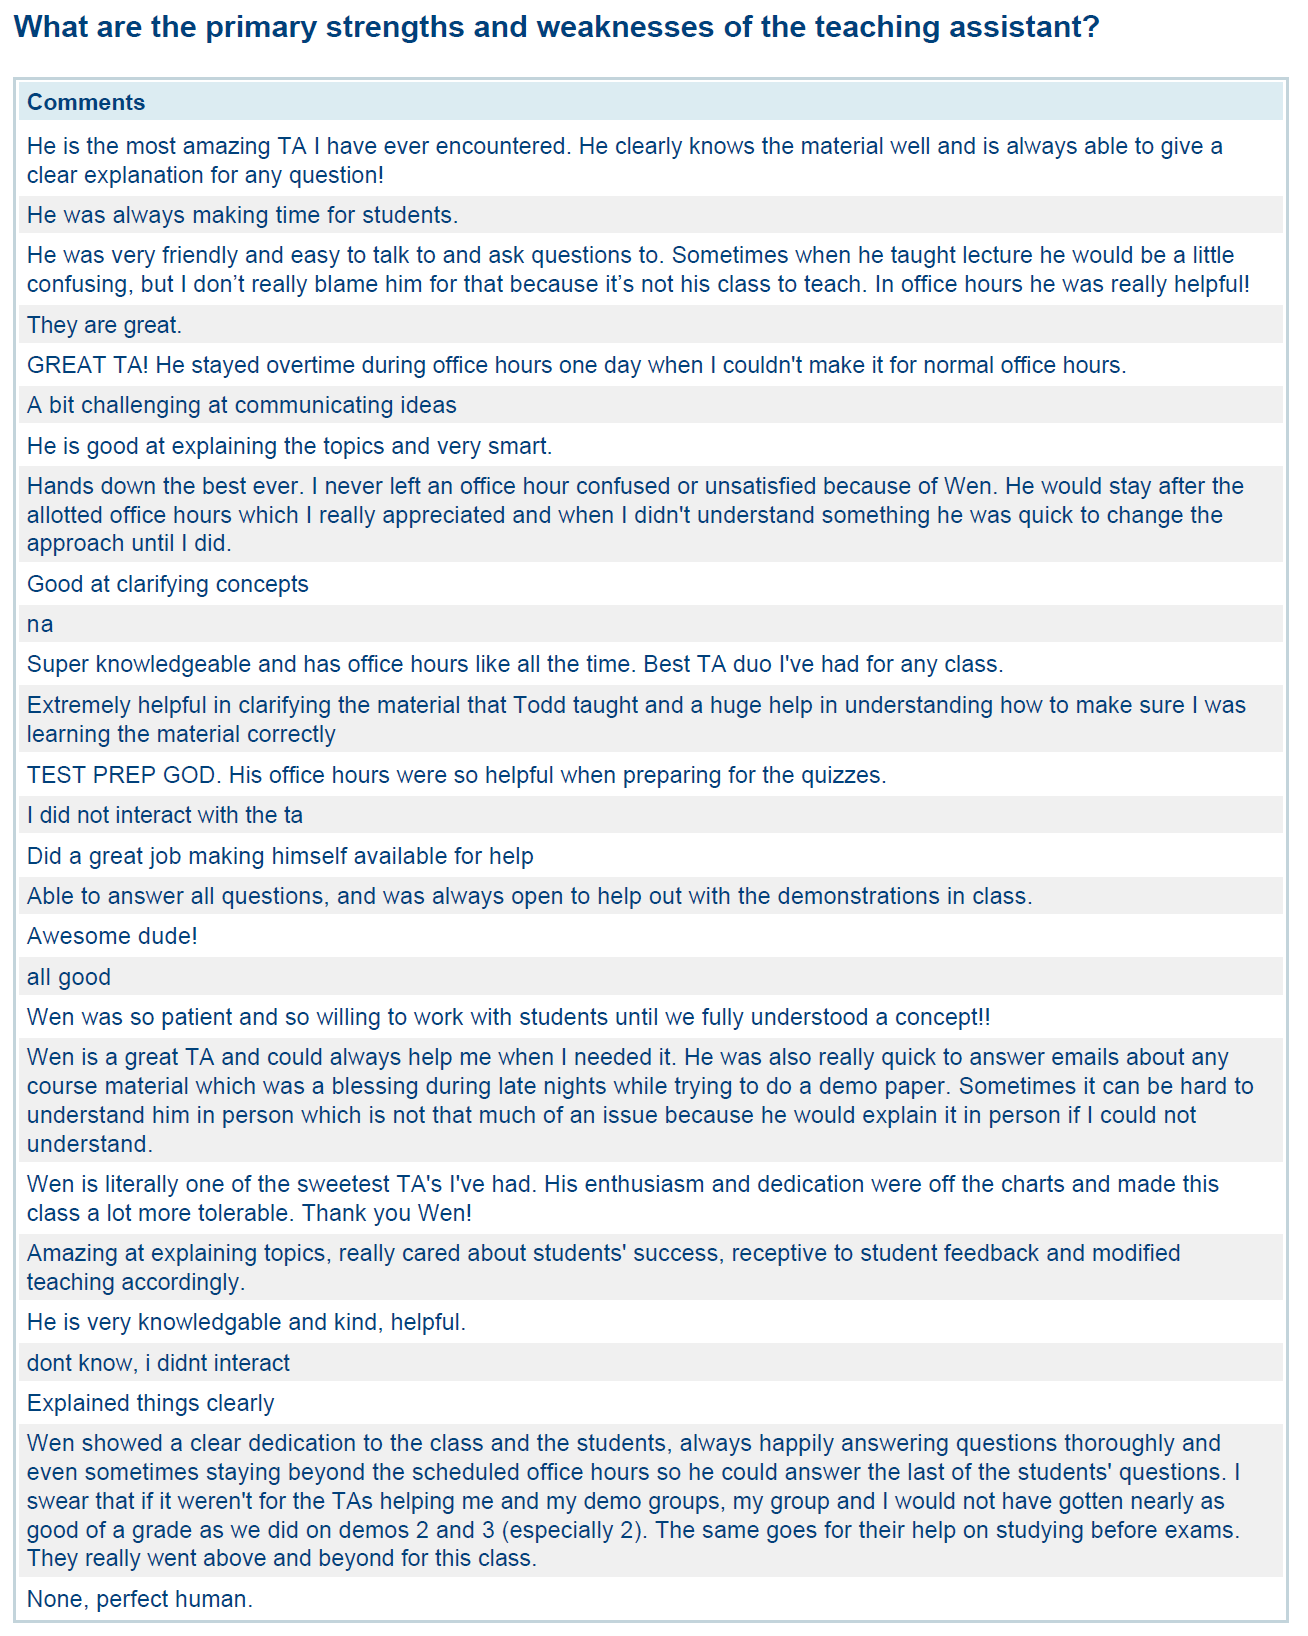 What are the primary strengths and weaknesses of the teaching assistant?
Comments
He is the most amazing TA I have ever encountered. He clearly knows the material well and is always able to give a
clear explanation for any question!
He was always making time for students.
He was very friendly and easy to talk to and ask questions to. Sometimes when he taught lecture he would be a little
confusing, but I don’t really blame him for that because it’s not his class to teach. In office hours he was really helpful!
They are great.
GREAT TA! He stayed overtime during office hours one day when I couldn't make it for normal office hours.
A bit challenging at communicating ideas
He is good at explaining the topics and very smart.
Hands down the best ever. I never left an office hour confused or unsatisfied because of Wen. He would stay after the
allotted office hours which I really appreciated and when I didn't understand something he was quick to change the
approach until I did.
Good at clarifying concepts
na
Super knowledgeable and has office hours like all the time. Best TA duo I've had for any class.
Extremely helpful in clarifying the material that Todd taught and a huge help in understanding how to make sure I was
learning the material correctly
TEST PREP GOD. His office hours were so helpful when preparing for the quizzes.
I did not interact with the ta
Did a great job making himself available for help
Able to answer all questions, and was always open to help out with the demonstrations in class.
Awesome dude!
all good
Wen was so patient and so willing to work with students until we fully understood a concept!!
Wen is a great TA and could always help me when I needed it. He was also really quick to answer emails about any
course material which was a blessing during late nights while trying to do a demo paper. Sometimes it can be hard to
understand him in person which is not that much of an issue because he would explain it in person if I could not
understand.
Wen is literally one of the sweetest TA's I've had. His enthusiasm and dedication were off the charts and made this
class a lot more tolerable. Thank you Wen!
Amazing at explaining topics, really cared about students' success, receptive to student feedback and modified
teaching accordingly.
He is very knowledgable and kind, helpful.
dont know, i didnt interact
Explained things clearly
Wen showed a clear dedication to the class and the students, always happily answering questions thoroughly and
even sometimes staying beyond the scheduled office hours so he could answer the last of the students' questions. I
swear that if it weren't for the TAs helping me and my demo groups, my group and I would not have gotten nearly as
good of a grade as we did on demos 2 and 3 (especially 2). The same goes for their help on studying before exams.
They really went above and beyond for this class.
None, perfect human.